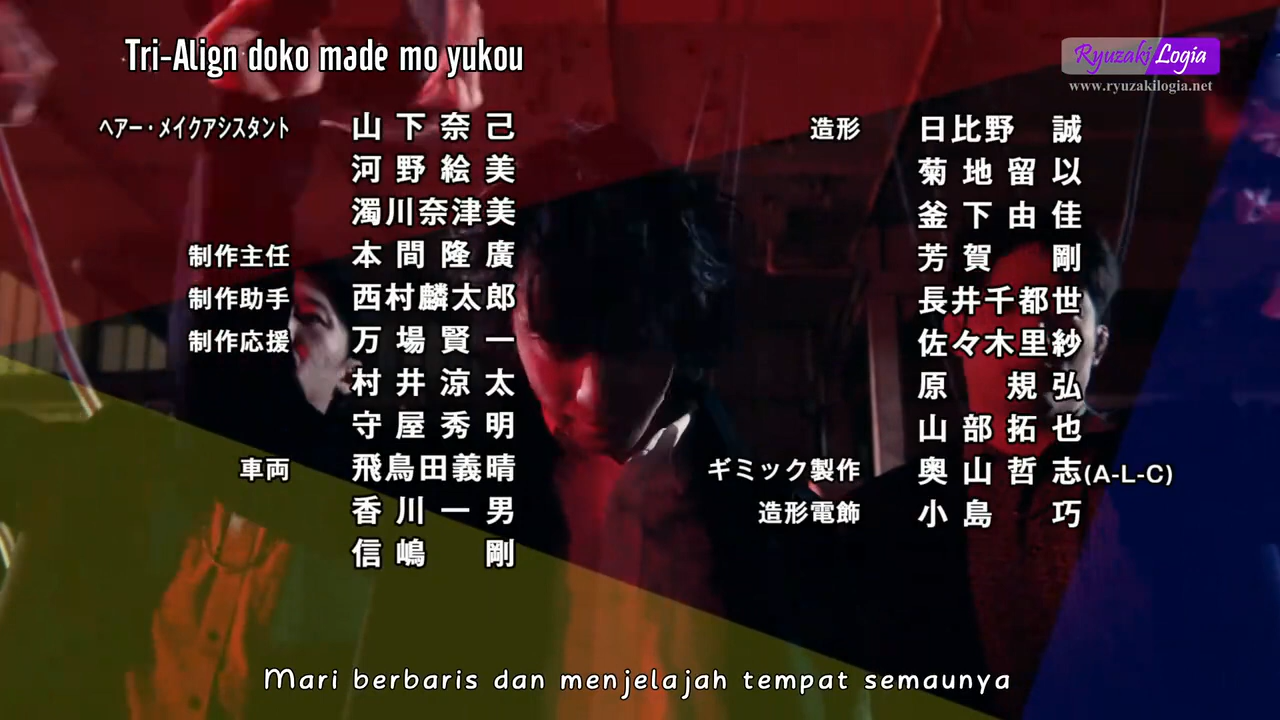 Tri-Align doko made mo yukou
Ryuzaki Logia
www.ryuzakilogia.net
ヘアー・メイクアシスタント 山下奈己
河野絵美
濁川奈津美
制作主任 本間隆廣
制作助手 西村麟太郎
制作応援 万場賢一
村井涼太
守屋秀明
車両 飛鳥田義晴
香川一男
信嶋 剛
造形 日比野 誠
菊地留以
釜下由佳
芳賀 剛
長井千都世
佐々木里紗
原 規弘
山部拓也
ギミック製作 奥山哲志(A-L-C)
造形電飾 小島 巧
Mari berbaris dan menjelajah tempat semaunya